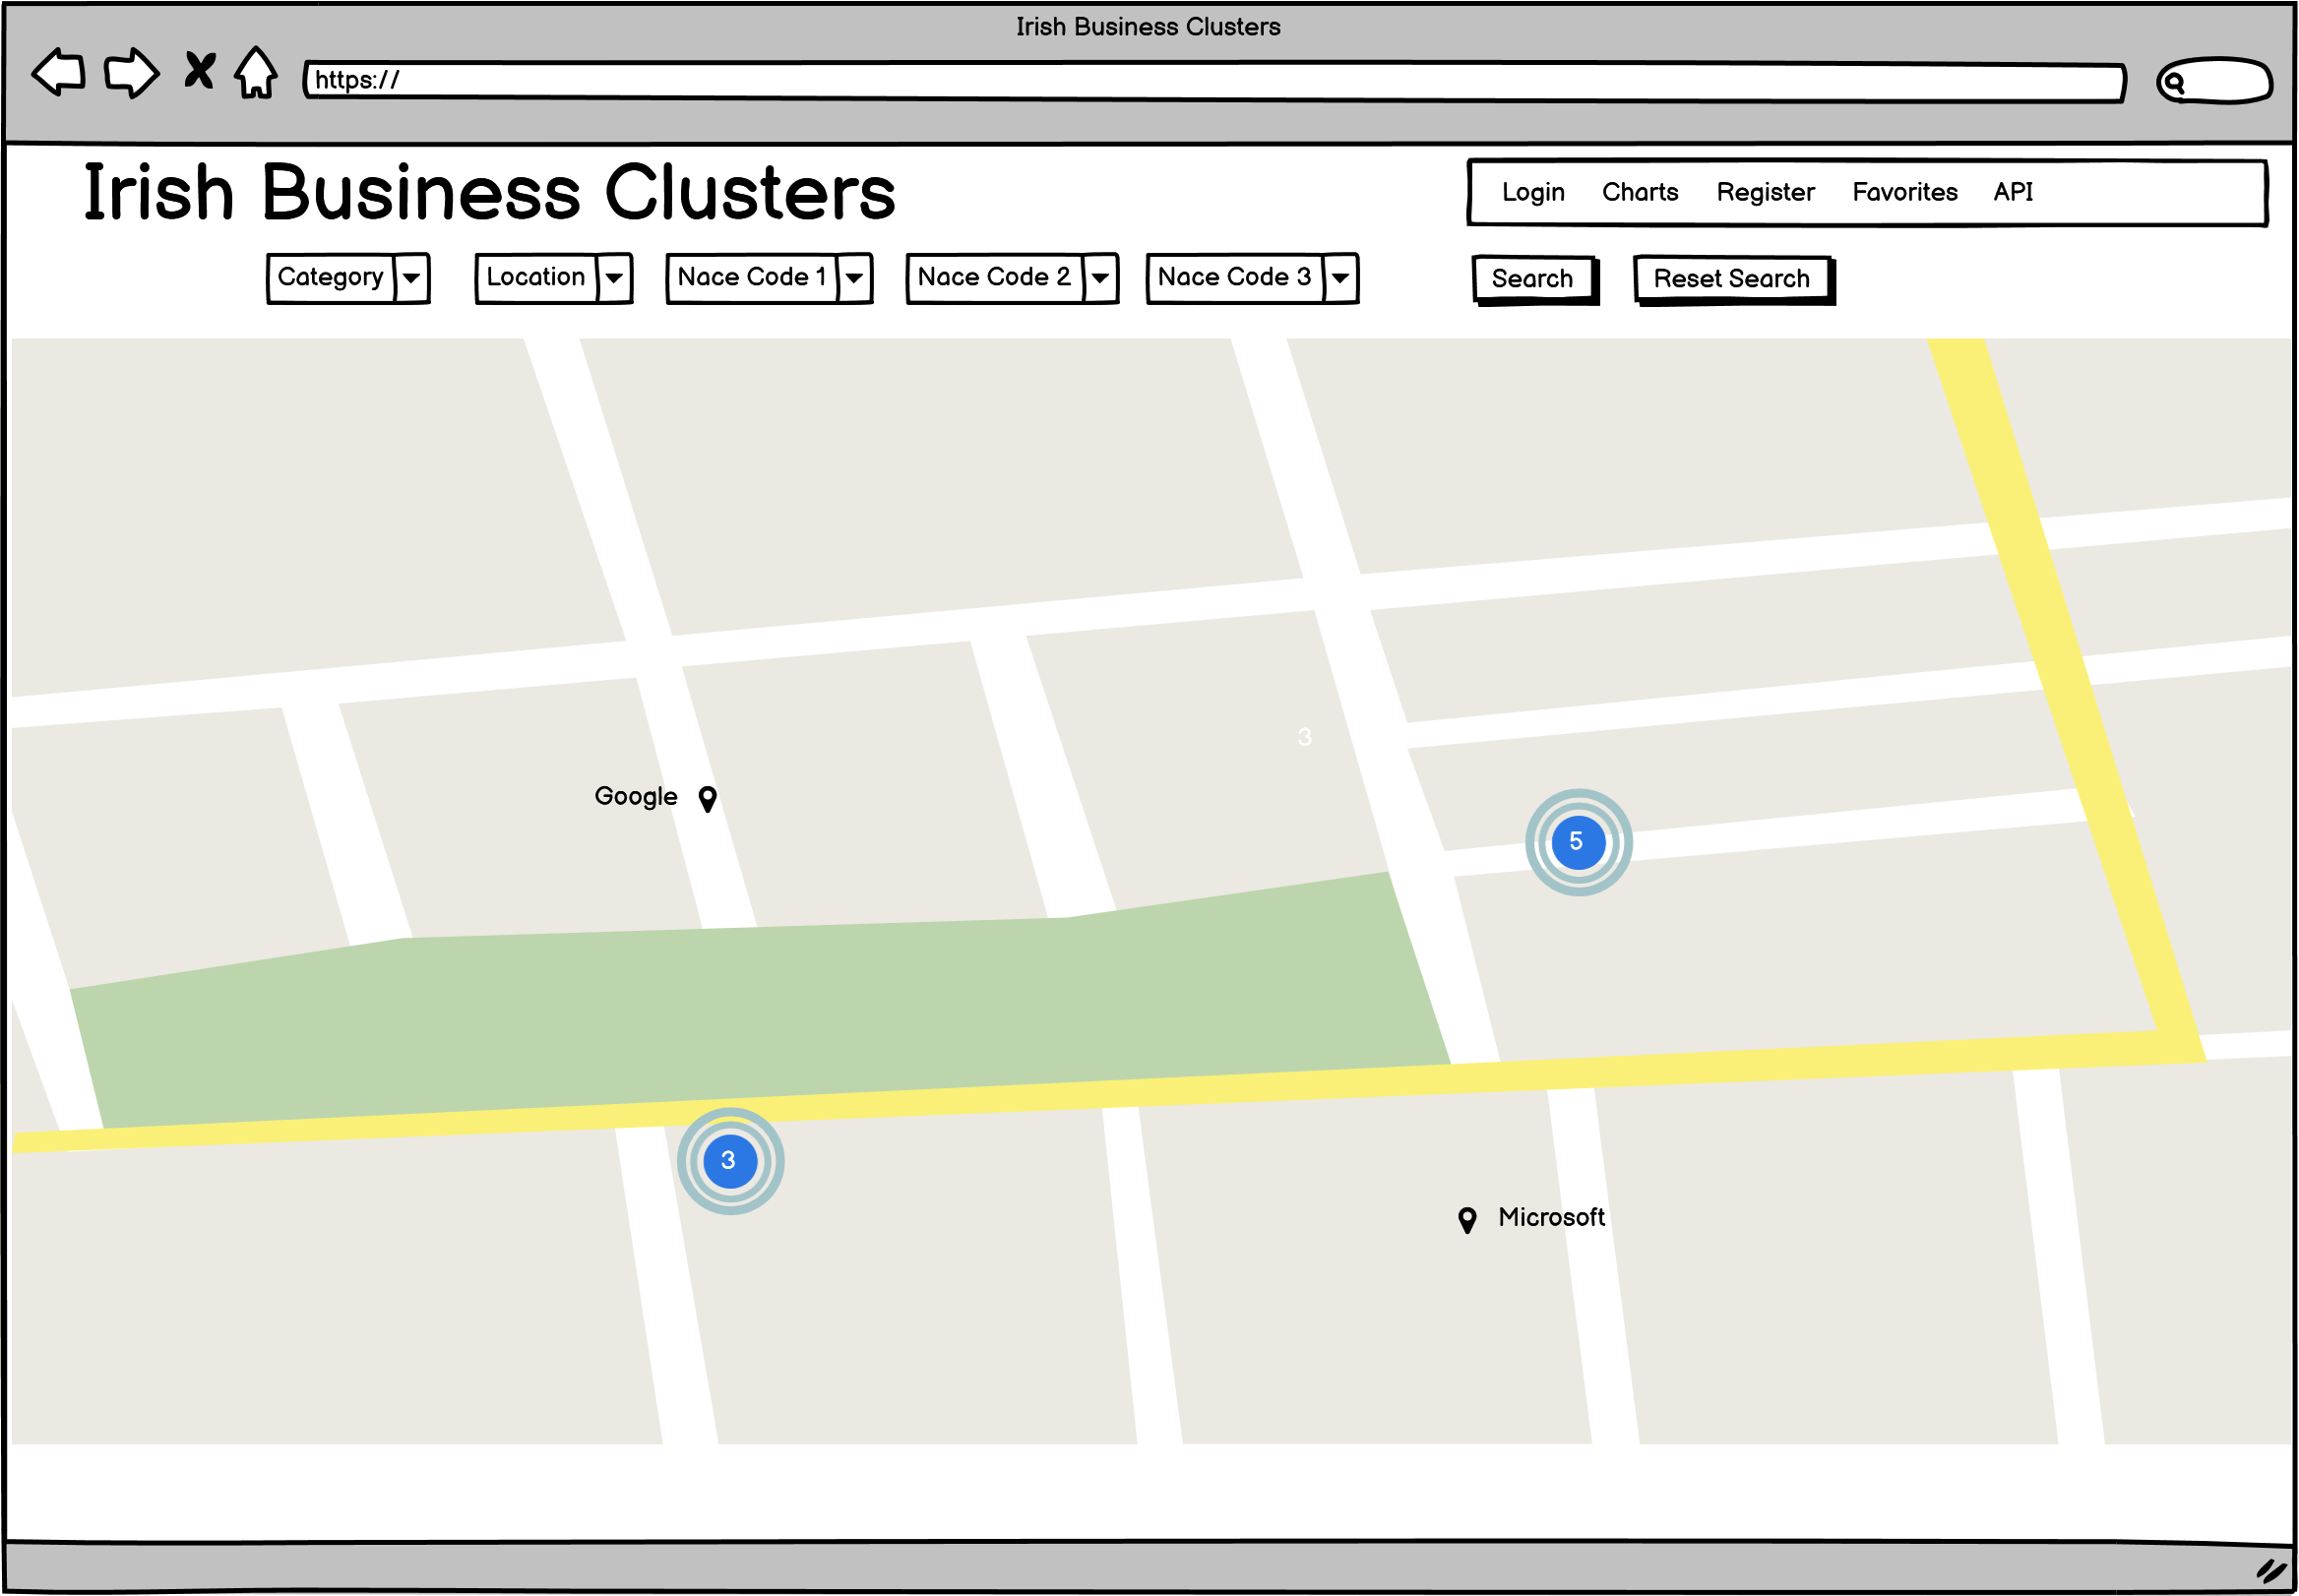 Irish Business Clusters
https://
Irish Business Clusters
Login Charts Register Favorites API
Category Location Nace Code 1 Nace Code 2 Nace Code 3 Search Reset Search
3
Google
5
3
Microsoft